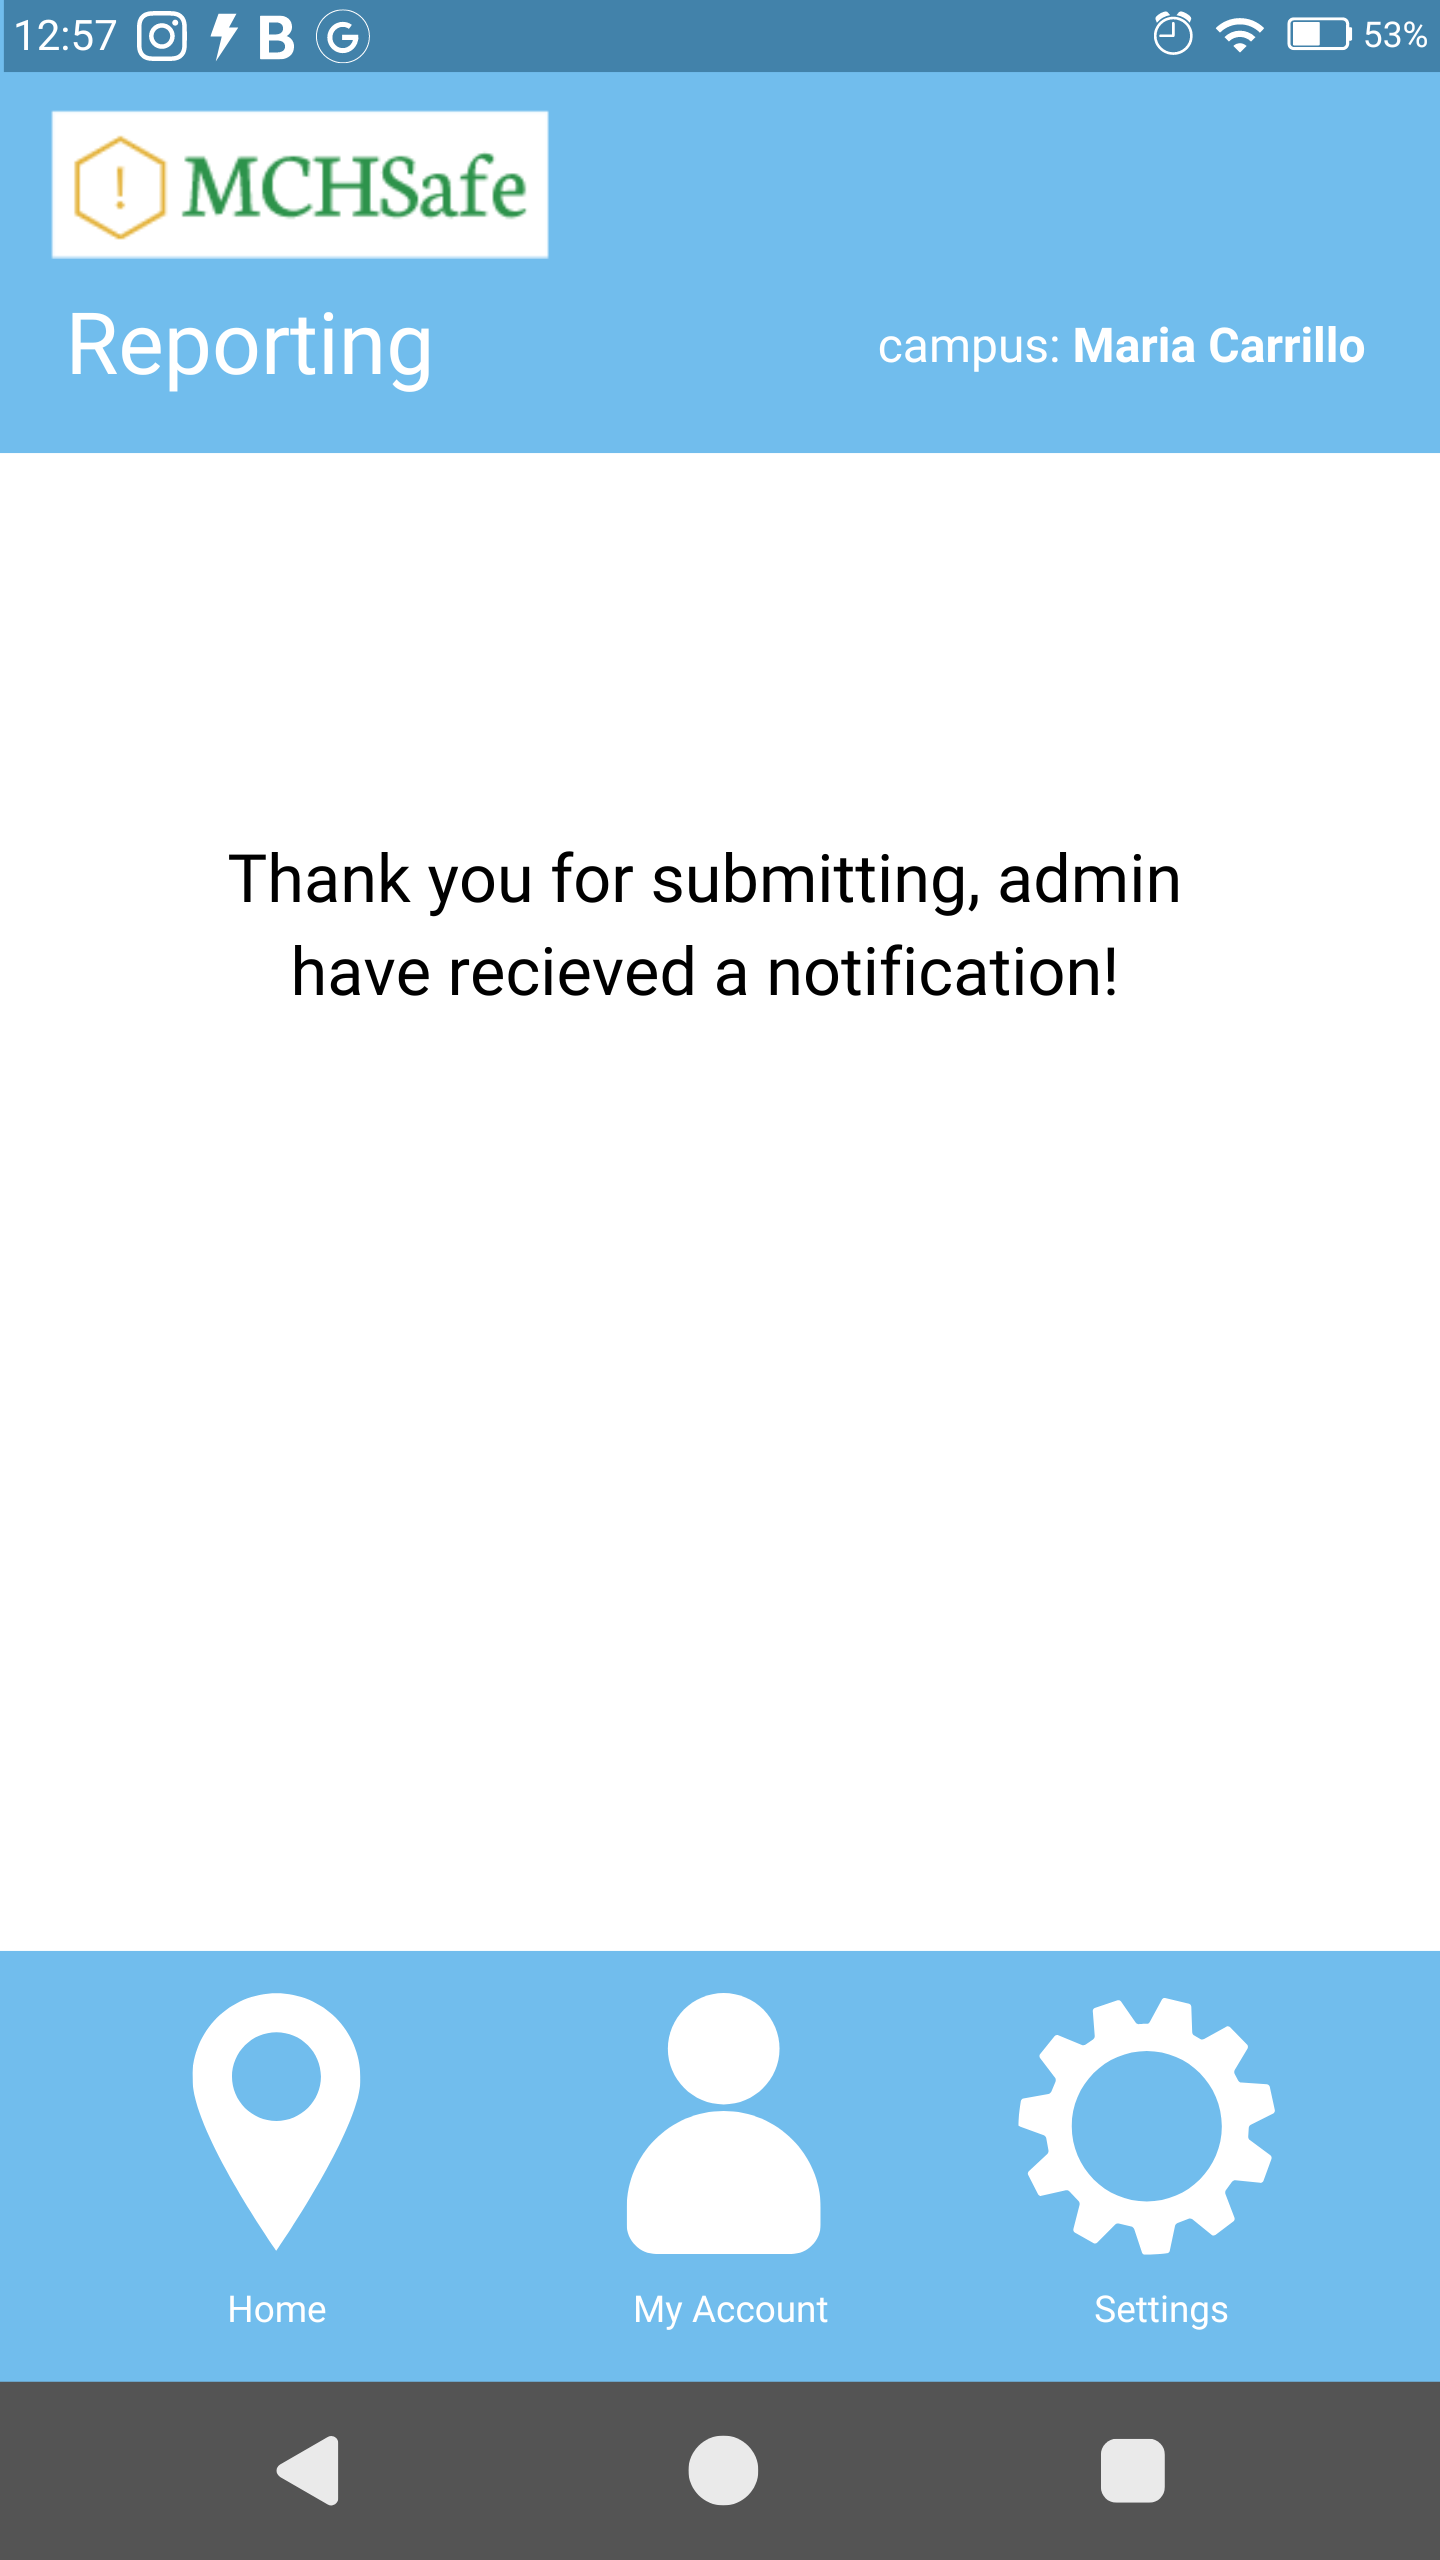 12:57
B
G
53%
! MCHSafe
Reporting
campus: Maria Carrillo
Thank you for submitting, admin
have recieved a notification!
Home
My Account
Settings